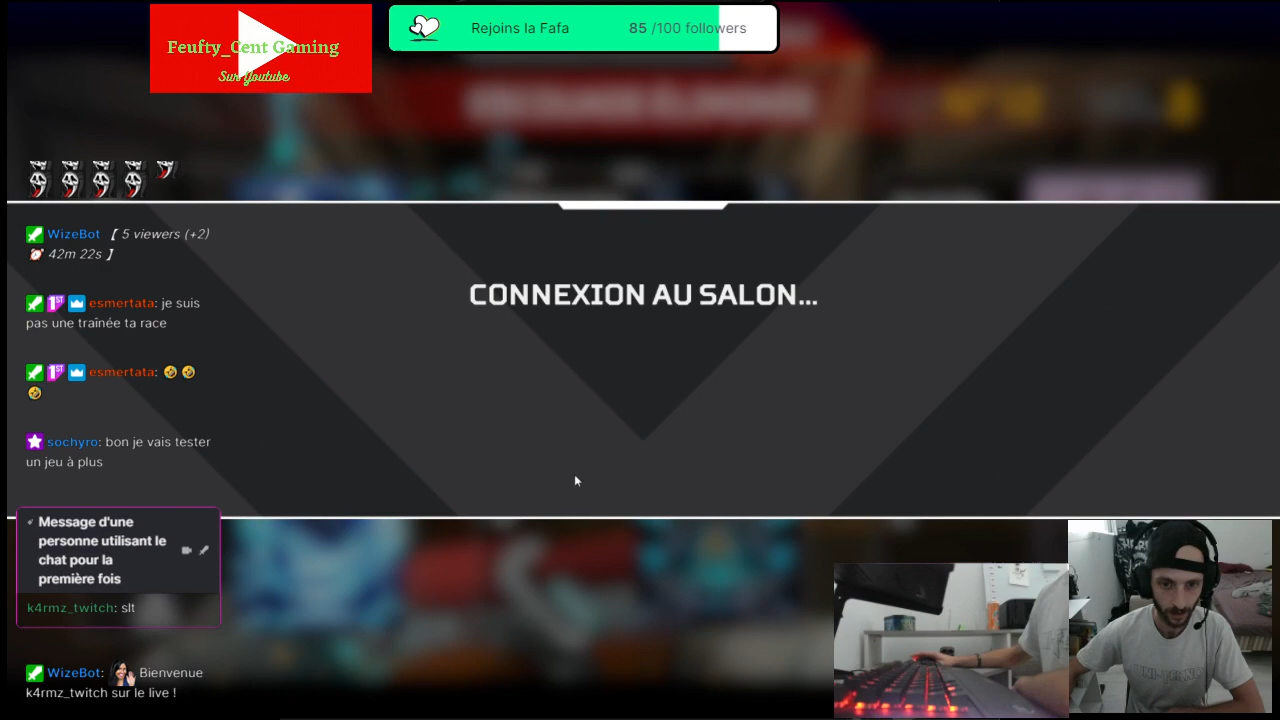 Feufty_Cent Gaming
Sur Youtube
Rejoins la Fafa
85 /100 followers
WizeBot [ 5 viewers (+2)
42m 22s ]
1ST esmertata: je suis
pas une traînée ta race
1ST esmertata:
sochyro: bon je vais tester
un jeu à plus
CONNEXION AU SALON...
Message d'une
personne utilisant le
chat pour la
première fois
k4rmz_twitch: slt
WizeBot: Bienvenue
k4rmz_twitch sur le live !